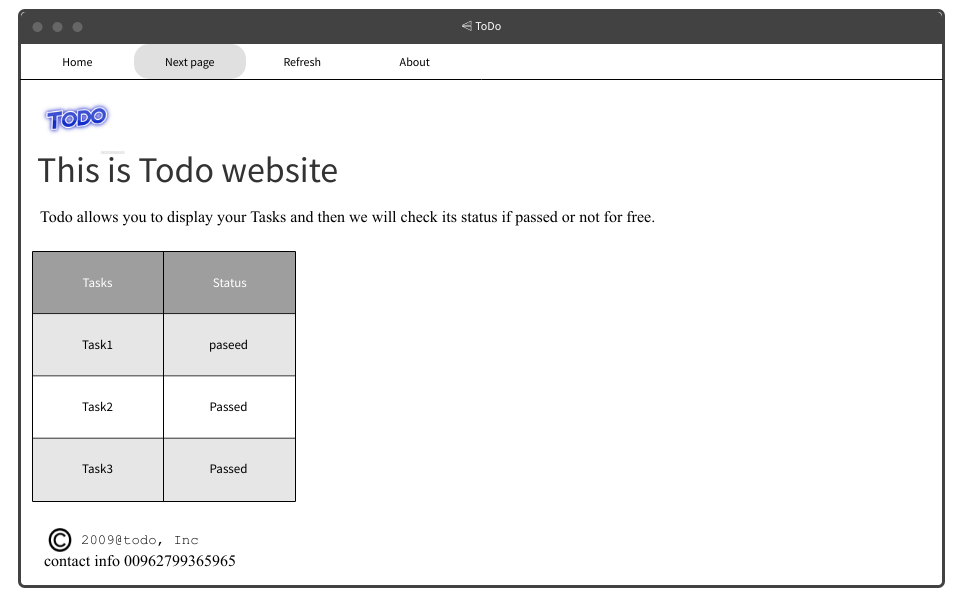 ToDo
Home Next page Refresh About
TODO
This is Todo website
Todo allows you to display your Tasks and then we will check its status if passed or not for free.
Tasks Status
Task1 paseed
Task2 Passed
Task3 Passed
© 2009@todo, Inc
contact info 00962799365965